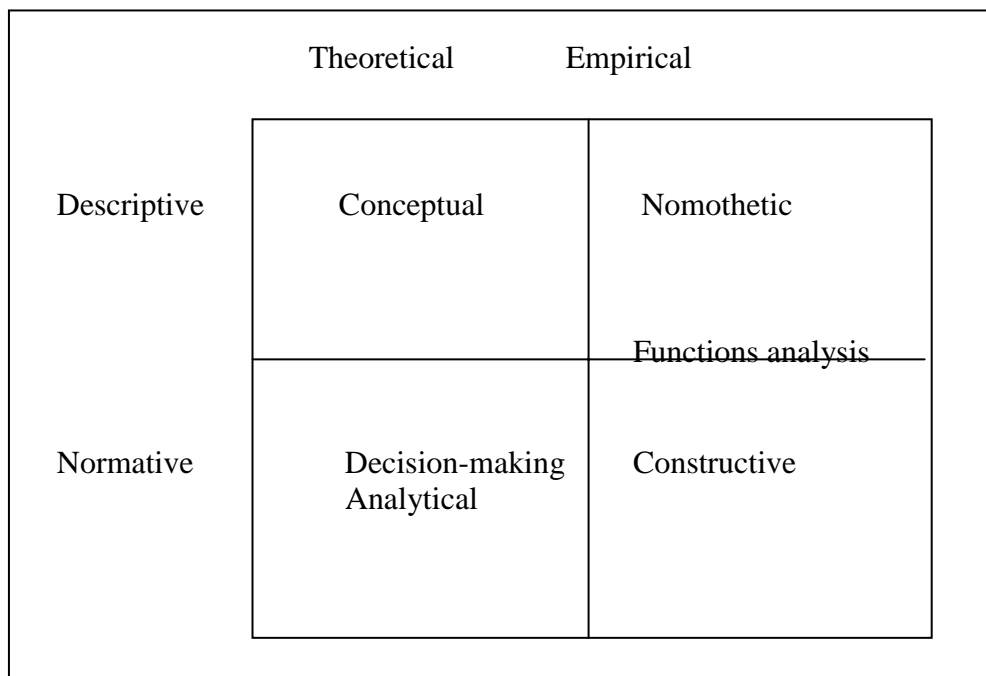 Theoretical Empirical
Descriptive Conceptual Nomothetic
Functions analysis
Normative Decision-making Constructive
Analytical